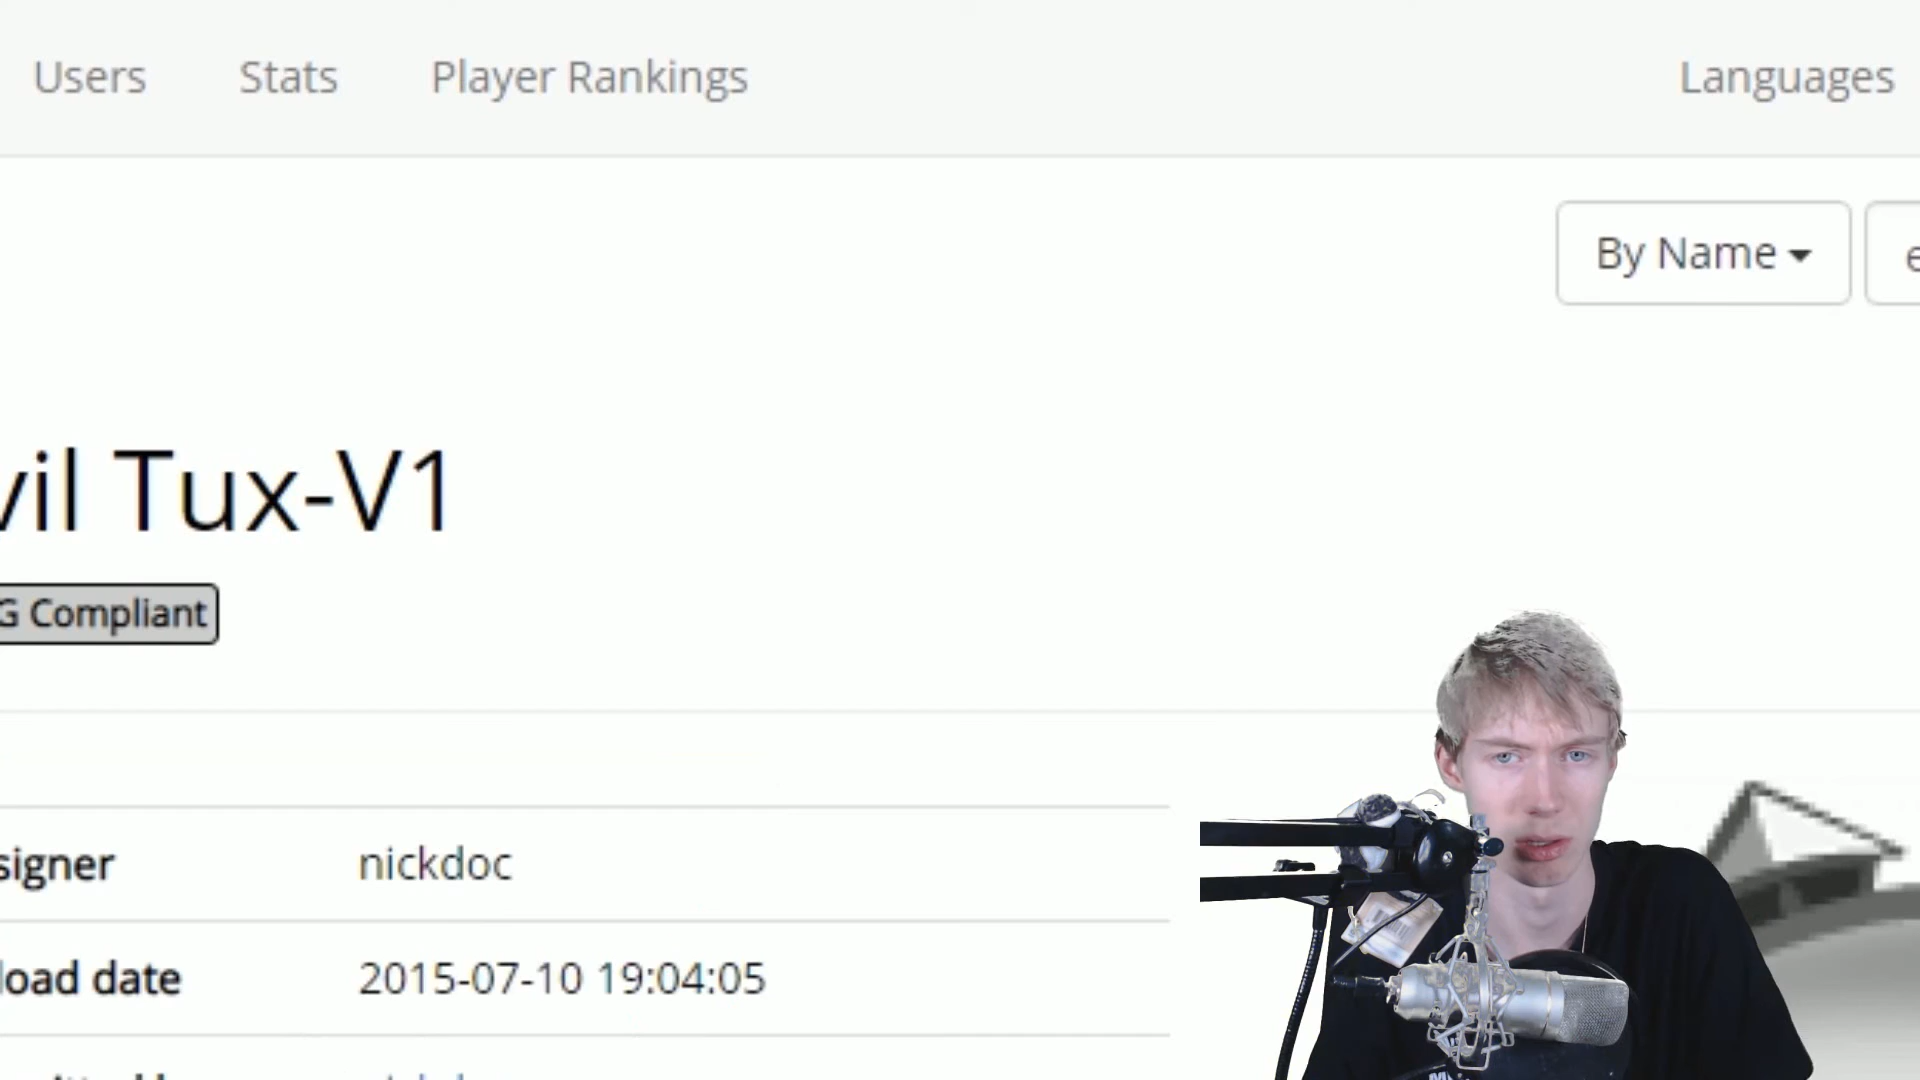 Users Stats Player Rankings Languages
By Name
vil Tux-V1
G Compliant
signer nickdoc
load date 2015-07-10 19:04:05